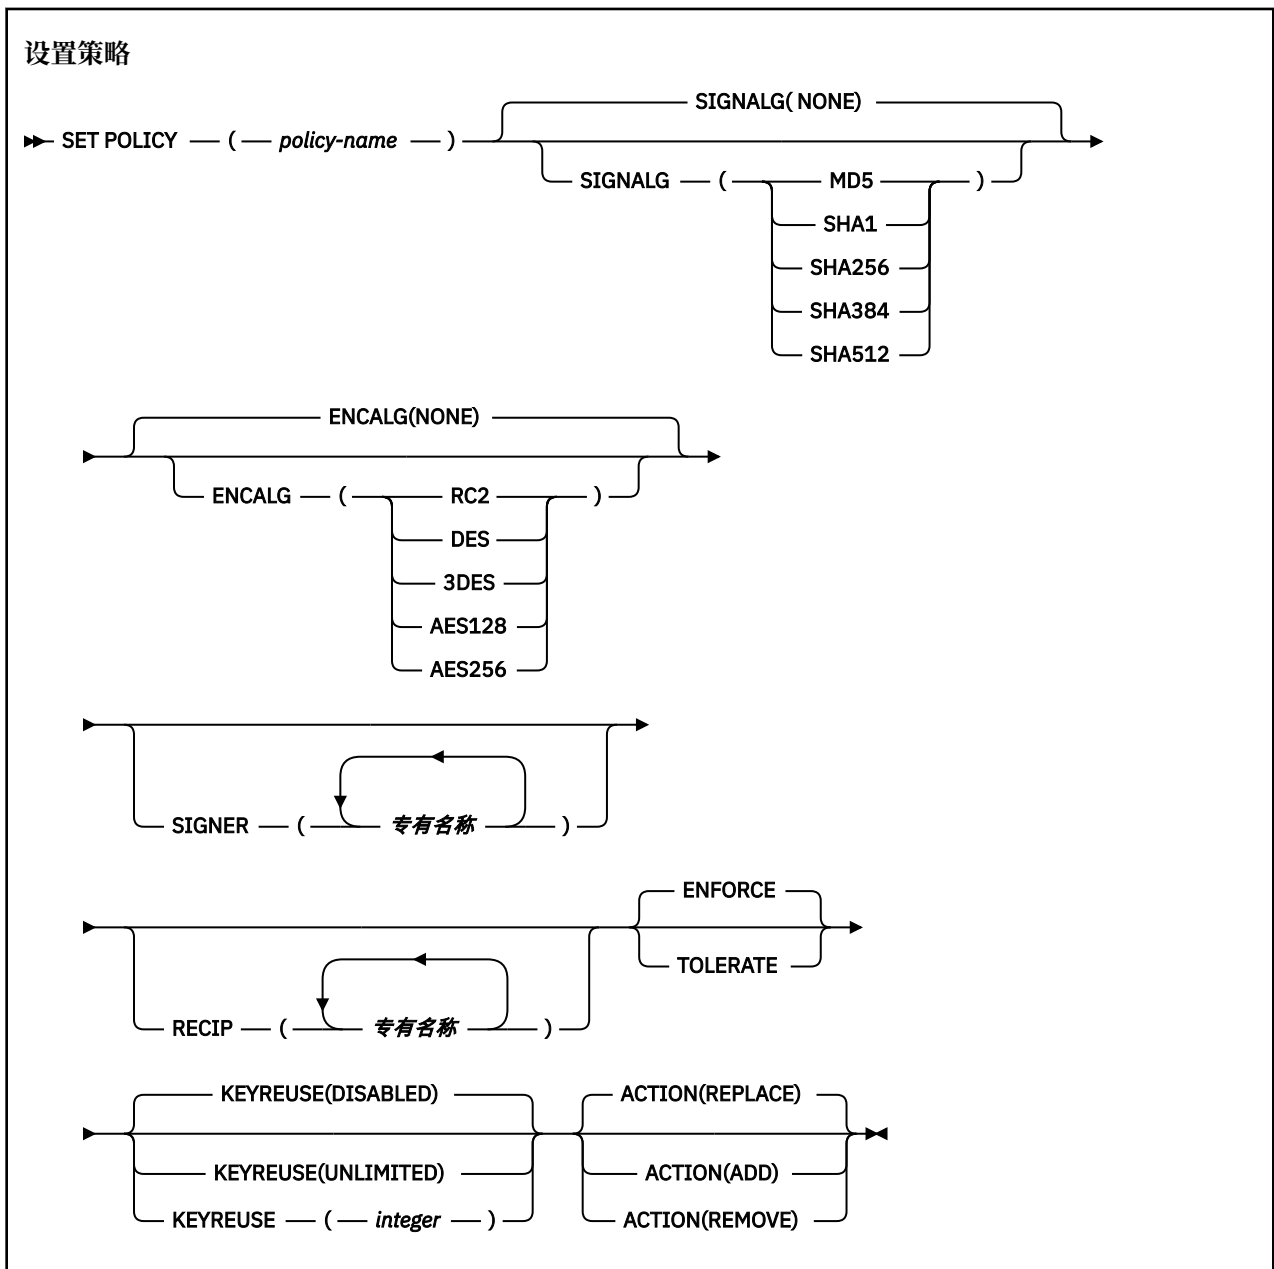 设置策略
SIGNALG( NONE)
SET POLICY ( policy-name )
SIGNALG ( MD5 )
SHA1
SHA256
SHA384
SHA512
ENCALG(NONE)
ENCALG ( RC2 )
DES
3DES
AES128
AES256
SIGNER ( 专有名称 )
ENFORCE
TOLERATE
RECIP ( 专有名称 )
KEYREUSE(DISABLED) ACTION(REPLACE)
KEYREUSE(UNLIMITED) ACTION(ADD)
KEYREUSE ( integer ) ACTION(REMOVE)